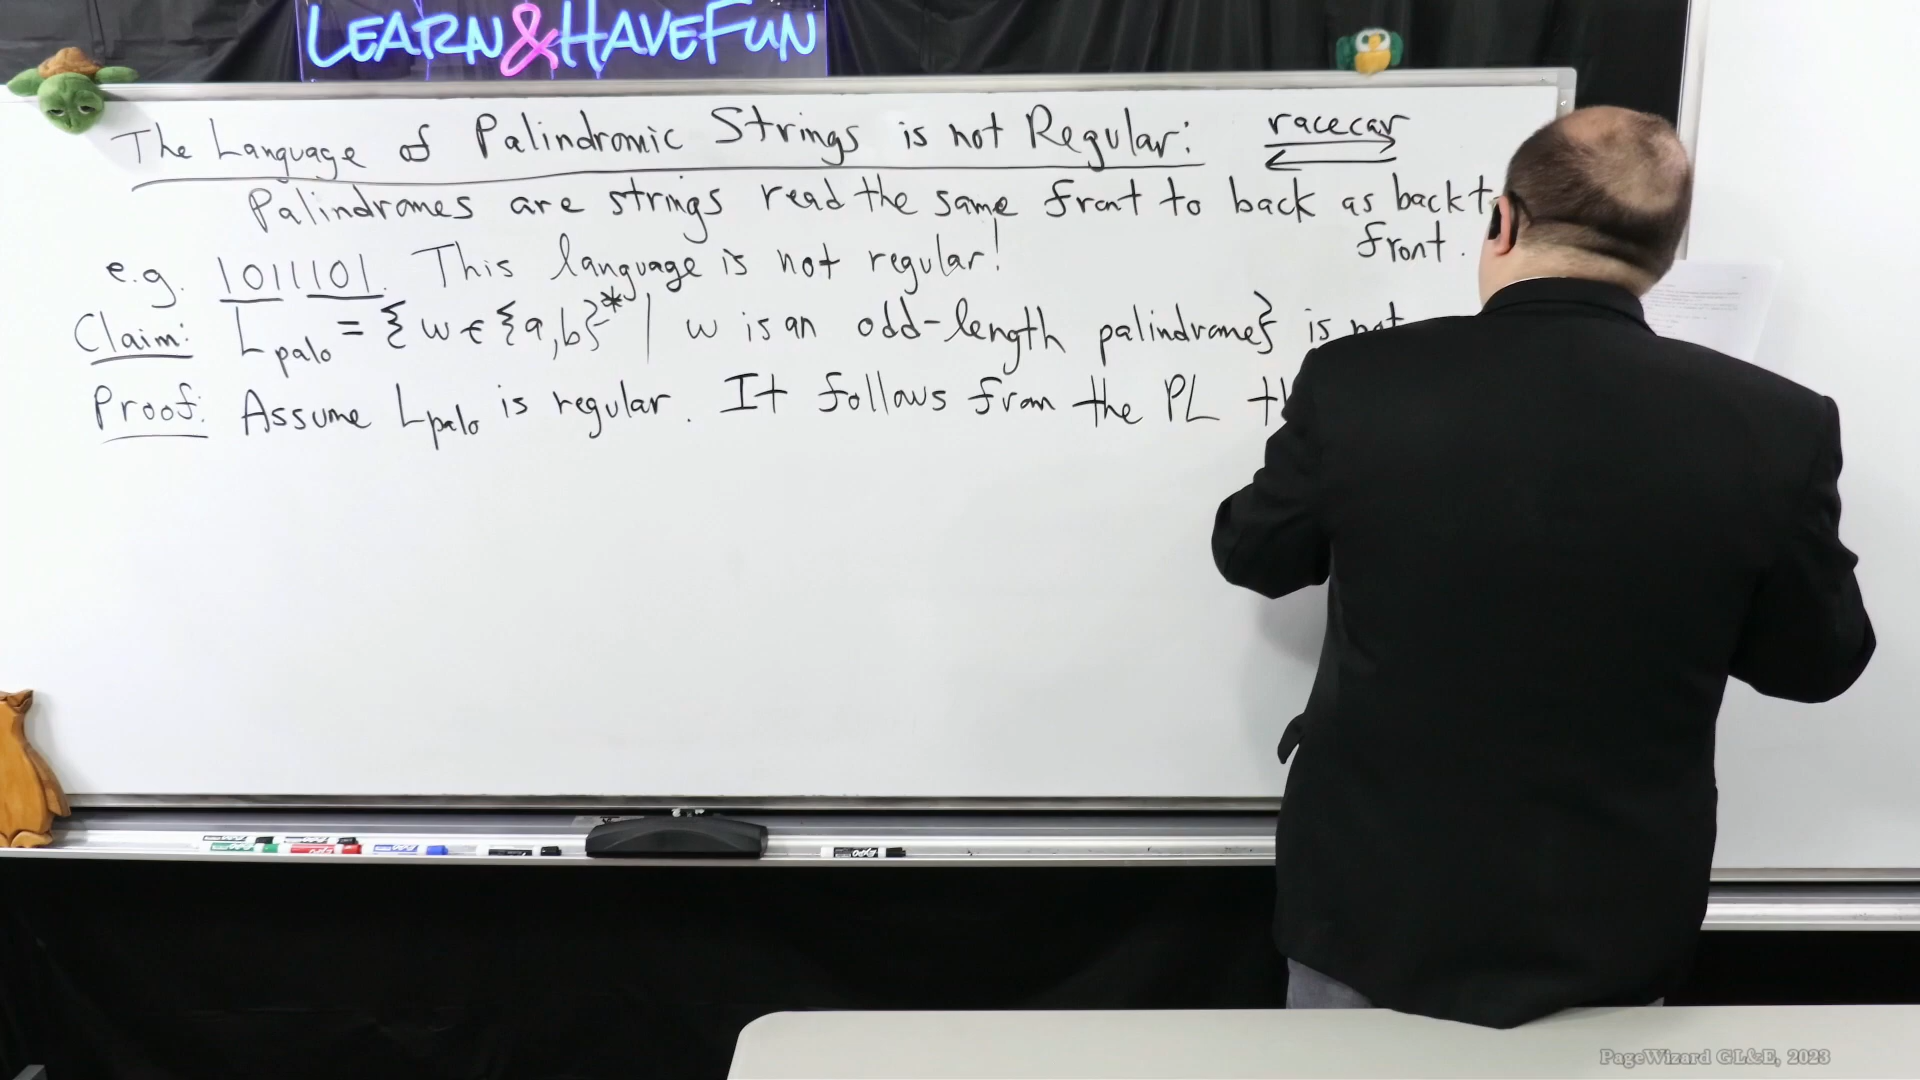 LEARN&HAVEFUN
The Language of Palindromic Strings is not Regular: racecar
Palindromes are strings read the same front to back as back t
front.
e.g. 1011101. This language is not regular!
Claim: Lpalo = {w ∈ {a,b}* | w is an odd-length palindrome} is not
Proof: Assume Lpalo is regular. It follows from the PL th
EXPO
PageWizard GL&E, 2023